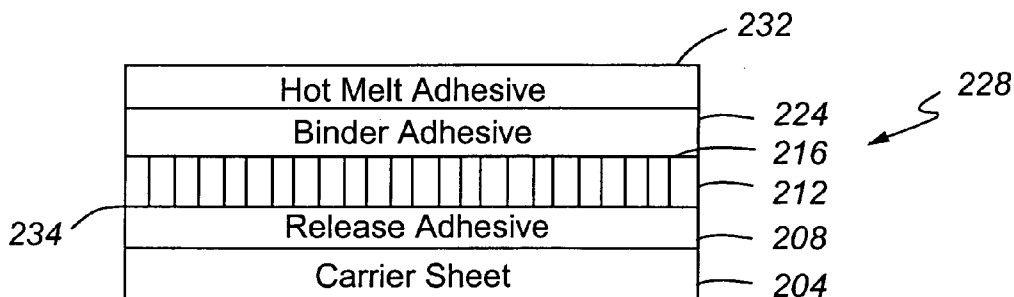 232
Hot Melt Adhesive
228
Binder Adhesive
224
216
212
234
Release Adhesive
208
Carrier Sheet
204